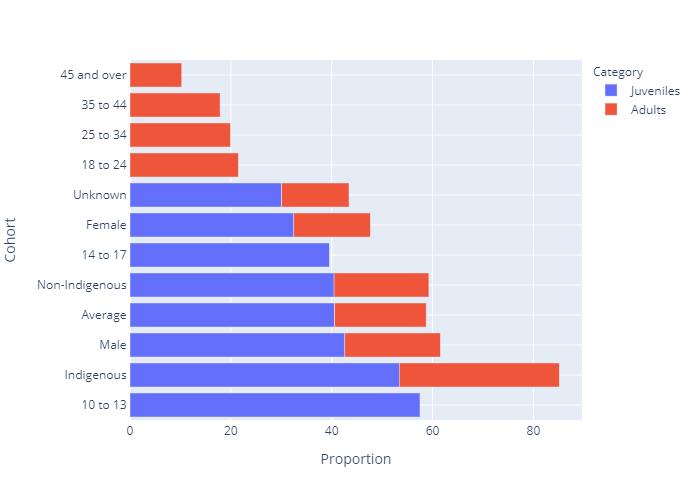 Category
Juveniles
Adults
45 and over
35 to 44
25 to 34
18 to 24
Unknown
Female
14 to 17
Non-Indigenous
Average
Male
Indigenous
10 to 13
Cohort
0 20 40 60 80
Proportion